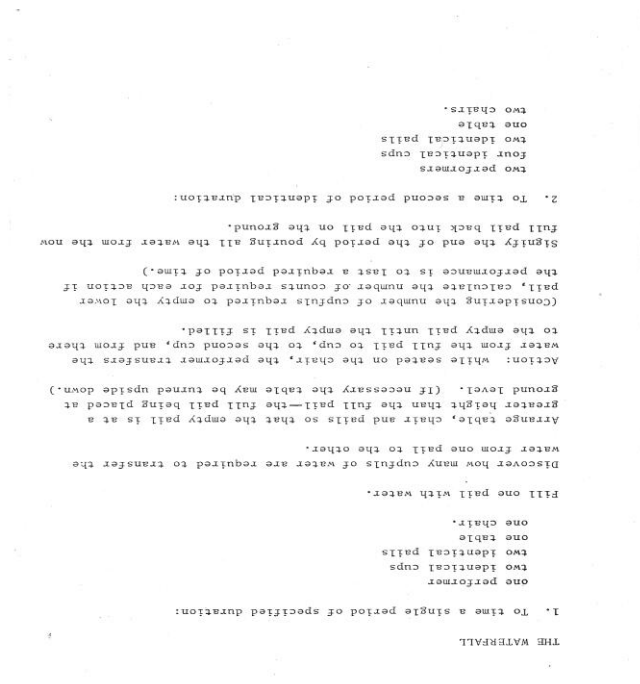 THE WATERFALL
1. To time a single period of specified duration:
one performer
two identical cups
two identical pails
one table
one chair.
Fill one pail with water.
Discover how many cupfuls of water are required to transfer the
water from one pail to the other.
Arrange table, chair and pails so that the empty pail is at a
greater height than the full pail—the full pail being placed at
ground level. (If necessary the table may be turned upside down.)
Action: while seated on the chair, the performer transfers the
water from the full pail to cup, to the second cup, and from there
to the empty pail until the empty pail is filled.
(Considering the number of cupfuls required to empty the lower
pail, calculate the number of counts required for each action if
the performance is to last a required period of time.)
Signify the end of the period by pouring all the water from the now
full pail back into the pail on the ground.
2. To time a second period of identical duration:
two performers
four identical cups
two identical pails
one table
two chairs.